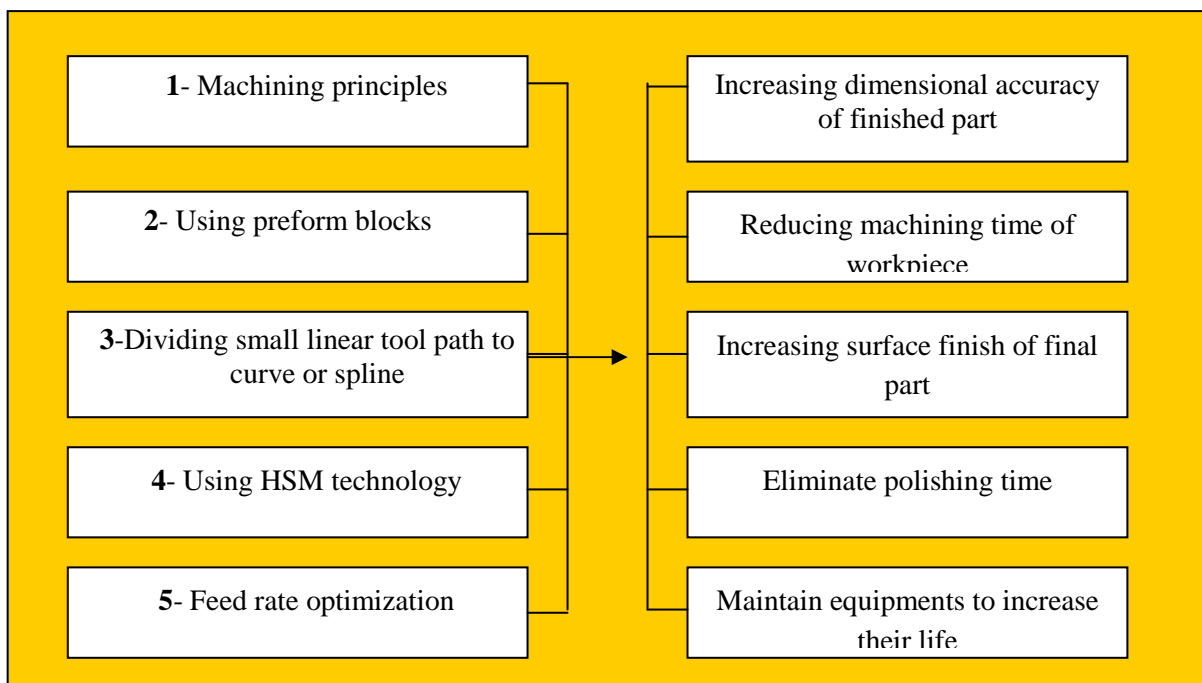 1- Machining principles
2- Using preform blocks
3-Dividing small linear tool path to
curve or spline
4- Using HSM technology
5- Feed rate optimization
Increasing dimensional accuracy
of finished part
Reducing machining time of
workpiece
Increasing surface finish of final
part
Eliminate polishing time
Maintain equipments to increase
their life